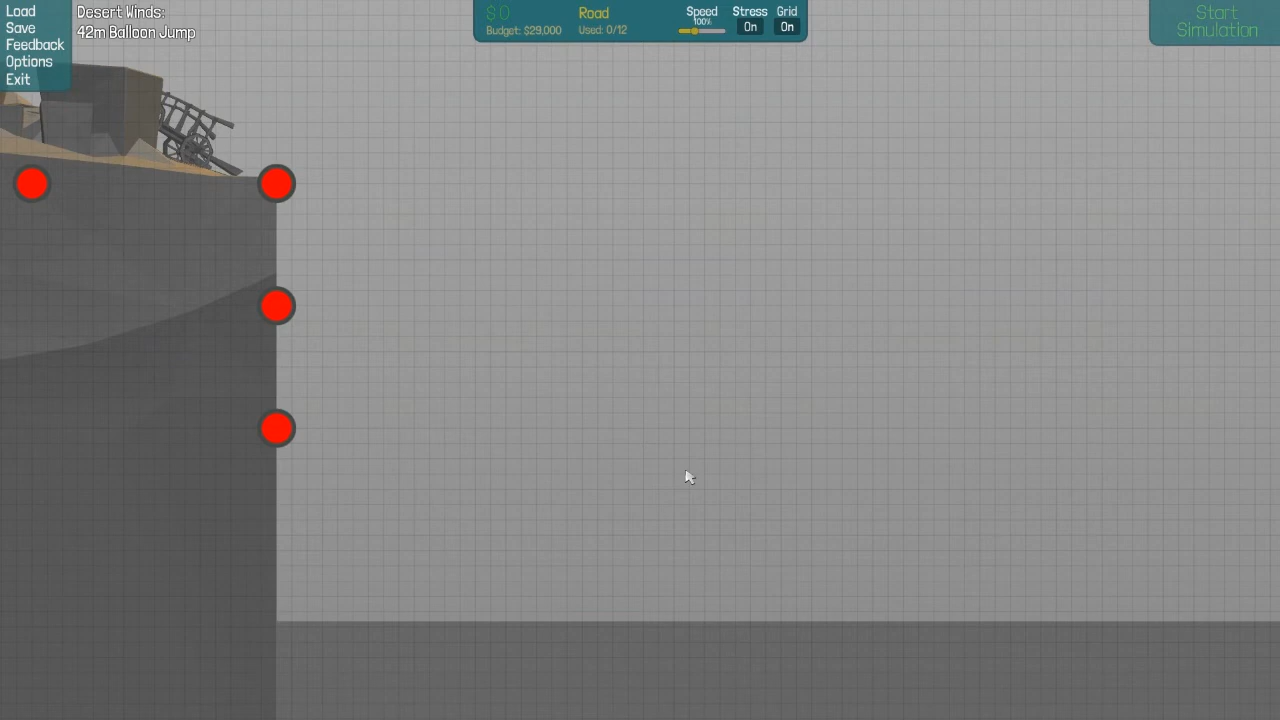 Load
Save
Feedback
Options
Exit
Desert Winds:
42m Balloon Jump
$0
Budget: $29,000
Road
Used: 0/12
Speed
100%
Stress
On
Grid
On
Start
Simulation